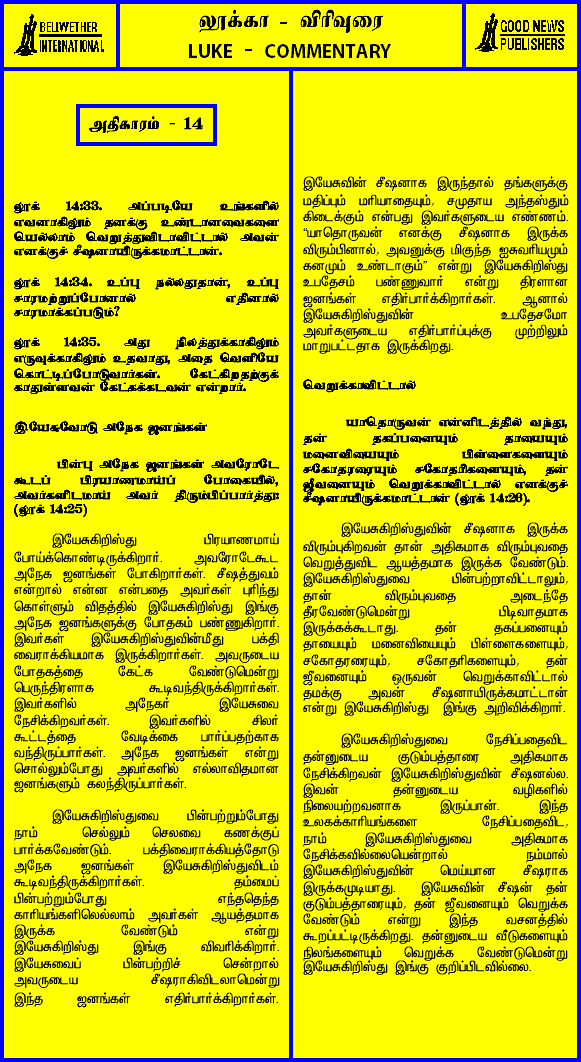 BELLWETHER
INTERNATIONAL
லூக்கா - விரிவுரை
LUKE - COMMENTARY
GOOD NEWS
PUBLISHERS
அதிகாரம் - 14
லூக் 14:33. அப்படியே உங்களில்
எவனாகிலும் தனக்கு உண்டானவைகளை
யெல்லாம் வெறுத்துவிடாவிட்டால் அவன்
எனக்குச் சீஷனாயிருக்கமாட்டான்.
லூக் 14:34. உப்பு நல்லதுதான், உப்பு
சாரமற்றுப்போனால் எதினால்
சாரமாக்கப்படும்?
லூக் 14:35. அது நிலத்துக்காகிலும்
எருவுக்காகிலும் உதவாது, அதை வெளியே
கொட்டிப்போடுவார்கள். கேட்கிறதற்குக்
காதுள்ளவன் கேட்கக்கடவன் என்றார்.
இயேசுவோடு அநேக ஜனங்கள்
பின்பு அநேக ஜனங்கள் அவரோடே
கூடப் பிரயாணமாய்ப் போகையில்,
அவர்களிடமாய் அவர் திரும்பிப்பார்த்து:
(லூக் 14:25)
இயேசுகிறிஸ்து பிரயாணமாய்
போய்க்கொண்டிருக்கிறார். அவரோடேகூட
அநேக ஜனங்கள் போகிறார்கள். சீஷத்துவம்
என்றால் என்ன என்பதை அவர்கள் புரிந்து
கொள்ளும் விதத்தில் இயேசுகிறிஸ்து இங்கு
அநேக ஜனங்களுக்கு போதகம் பண்ணுகிறார்.
இவர்கள் இயேசுகிறிஸ்துவின்மீது பக்தி
வைராக்கியமாக இருக்கிறார்கள். அவருடைய
போதகத்தை கேட்க வேண்டுமென்று
பெருந்திரளாக கூடிவந்திருக்கிறார்கள்.
இவர்களில் அநேகர் இயேசுவை
நேசிக்கிறவர்கள். இவர்களில் சிலர்
கூட்டத்தை வேடிக்கை பார்ப்பதற்காக
வந்திருப்பார்கள். அநேக ஜனங்கள் என்று
சொல்லும்போது அவர்களில் எல்லாவிதமான
ஜனங்களும் கலந்திருப்பார்கள்.
இயேசுகிறிஸ்துவை பின்பற்றும்போது
நாம் செல்லும் செலவை கணக்குப்
பார்க்கவேண்டும். பக்திவைராக்கியத்தோடு
அநேக ஜனங்கள் இயேசுகிறிஸ்துவிடம்
கூடிவந்திருக்கிறார்கள். தம்மைப்
பின்பற்றும்போது எந்ததெந்த
காரியங்களிலெல்லாம் அவர்கள் ஆயத்தமாக
இருக்க வேண்டும் என்று
இயேசுகிறிஸ்து இங்கு விவரிக்கிறார்.
இயேசுவைப் பின்பற்றிச் சென்றால்
அவருடைய சீஷராகிவிடலாமென்று
இந்த ஜனங்கள் எதிர்பார்க்கிறார்கள்.
இயேசுவின் சீஷனாக இருந்தால் தங்களுக்கு
மதிப்பும் மரியாதையும், சமுதாய அந்தஸ்தும்
கிடைக்கும் என்பது இவர்களுடைய எண்ணம்.
"யாதொருவன் எனக்கு சீஷனாக இருக்க
விரும்பினால், அவனுக்கு மிகுந்த ஐசுவரியமும்
கனமும் உண்டாகும்" என்று இயேசுகிறிஸ்து
உபதேசம் பண்ணுவார் என்று திரளான
ஜனங்கள் எதிர்பார்க்கிறார்கள். ஆனால்
இயேசுகிறிஸ்துவின் உபதேசமோ
அவர்களுடைய எதிர்பார்ப்புக்கு முற்றிலும்
மாறுபட்டதாக இருக்கிறது.
வெறுக்காவிட்டால்
யாதொருவன் என்னிடத்தில் வந்து,
தன் தகப்பனையும் தாயையும்
மனைவியையும் பிள்ளைகளையும்
சகோதரரையும் சகோதரிகளையும், தன்
ஜீவனையும் வெறுக்காவிட்டால் எனக்குச்
சீஷனாயிருக்கமாட்டான் (லூக் 14:26).
இயேசுகிறிஸ்துவின் சீஷனாக இருக்க
விரும்புகிறவன் தான் அதிகமாக விரும்புவதை
வெறுத்துவிட ஆயத்தமாக இருக்க வேண்டும்.
இயேசுகிறிஸ்துவை பின்பற்றாவிட்டாலும்,
தான் விரும்புவதை அடைந்தே
தீரவேண்டுமென்று பிடிவாதமாக
இருக்கக்கூடாது. தன் தகப்பனையும்
தாயையும் மனைவியையும் பிள்ளைகளையும்,
சகோதரரையும், சகோதரிகளையும், தன்
ஜீவனையும் ஒருவன் வெறுக்காவிட்டால்
தமக்கு அவன் சீஷனாயிருக்கமாட்டான்
என்று இயேசுகிறிஸ்து இங்கு அறிவிக்கிறார்.
இயேசுகிறிஸ்துவை நேசிப்பதைவிட
தன்னுடைய குடும்பத்தாரை அதிகமாக
நேசிக்கிறவன் இயேசுகிறிஸ்துவின் சீஷனல்ல.
இவன் தன்னுடைய வழிகளில்
நிலையற்றவனாக இருப்பான். இந்த
உலகக்காரியங்களை நேசிப்பதைவிட,
நாம் இயேசுகிறிஸ்துவை அதிகமாக
நேசிக்கவில்லையென்றால் நம்மால்
இயேசுகிறிஸ்துவின் மெய்யான சீஷராக
இருக்கமுடியாது. இயேசுவின் சீஷன் தன்
குடும்பத்தாரையும், தன் ஜீவனையும் வெறுக்க
வேண்டும் என்று இந்த வசனத்தில்
கூறப்பட்டிருக்கிறது. தன்னுடைய வீடுகளையும்
நிலங்களையும் வெறுக்க வேண்டுமென்று
இயேசுகிறிஸ்து இங்கு குறிப்பிடவில்லை.